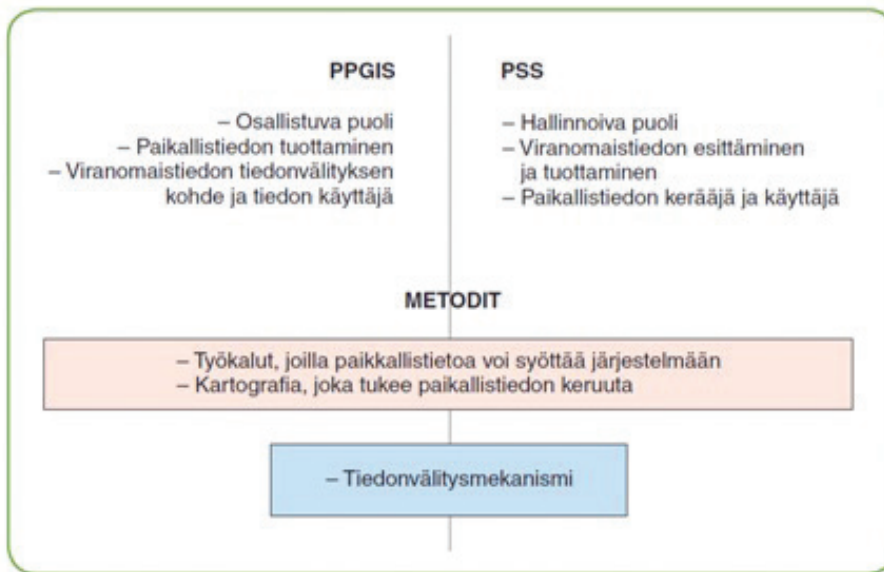 PPGIS
– Osallistuva puoli
– Paikallistiedon tuottaminen
– Viranomaistiedon tiedonvälityksen
kohde ja tiedon käyttäjä
PSS
– Hallinnoiva puoli
– Viranomaistiedon esittäminen
ja tuottaminen
– Paikallistiedon kerääjä ja käyttäjä
METODIT
– Työkalut, joilla paikkallistietoa voi syöttää järjestelmään
– Kartografia, joka tukee paikallistiedon keruuta
– Tiedonvälitysmekanismi